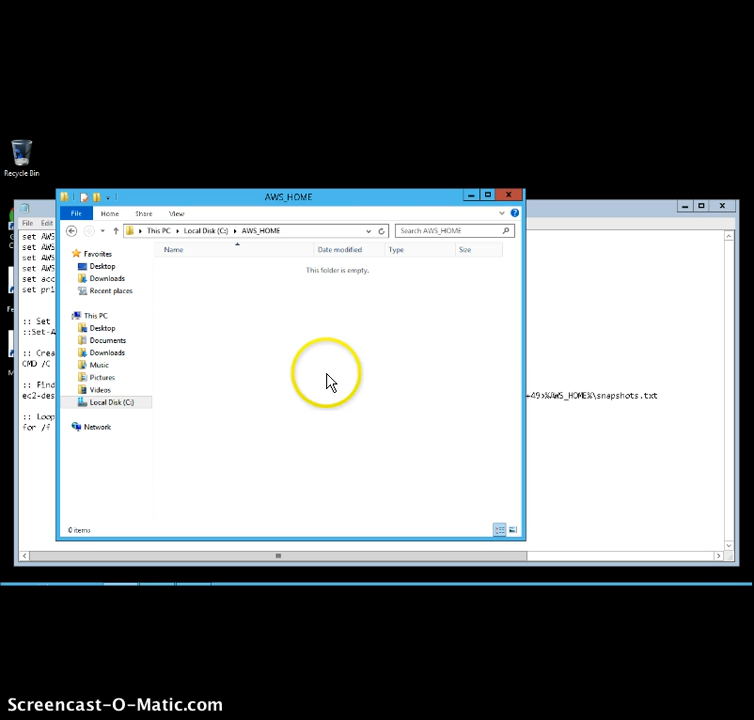 Recycle Bin
AWS_HOME
File Home Share View
This PC Local Disk (C:) AWS_HOME
Search AWS_HOME
Name Date modified Type Size
This folder is empty.
Favorites
Desktop
Downloads
Recent places
This PC
Desktop
Documents
Downloads
Music
Pictures
Videos
Local Disk (C:)
Network
0 items
File Edit
set AWS
set AWS
set AWS
set AWS
set acc
set pri
:: Set
::Set-A
:: Crea
CMD /C
:: Find
ec2-des
+49>%AWS_HOME%\snapshots.txt
:: Loop
for /f
Screencast-O-Matic.com